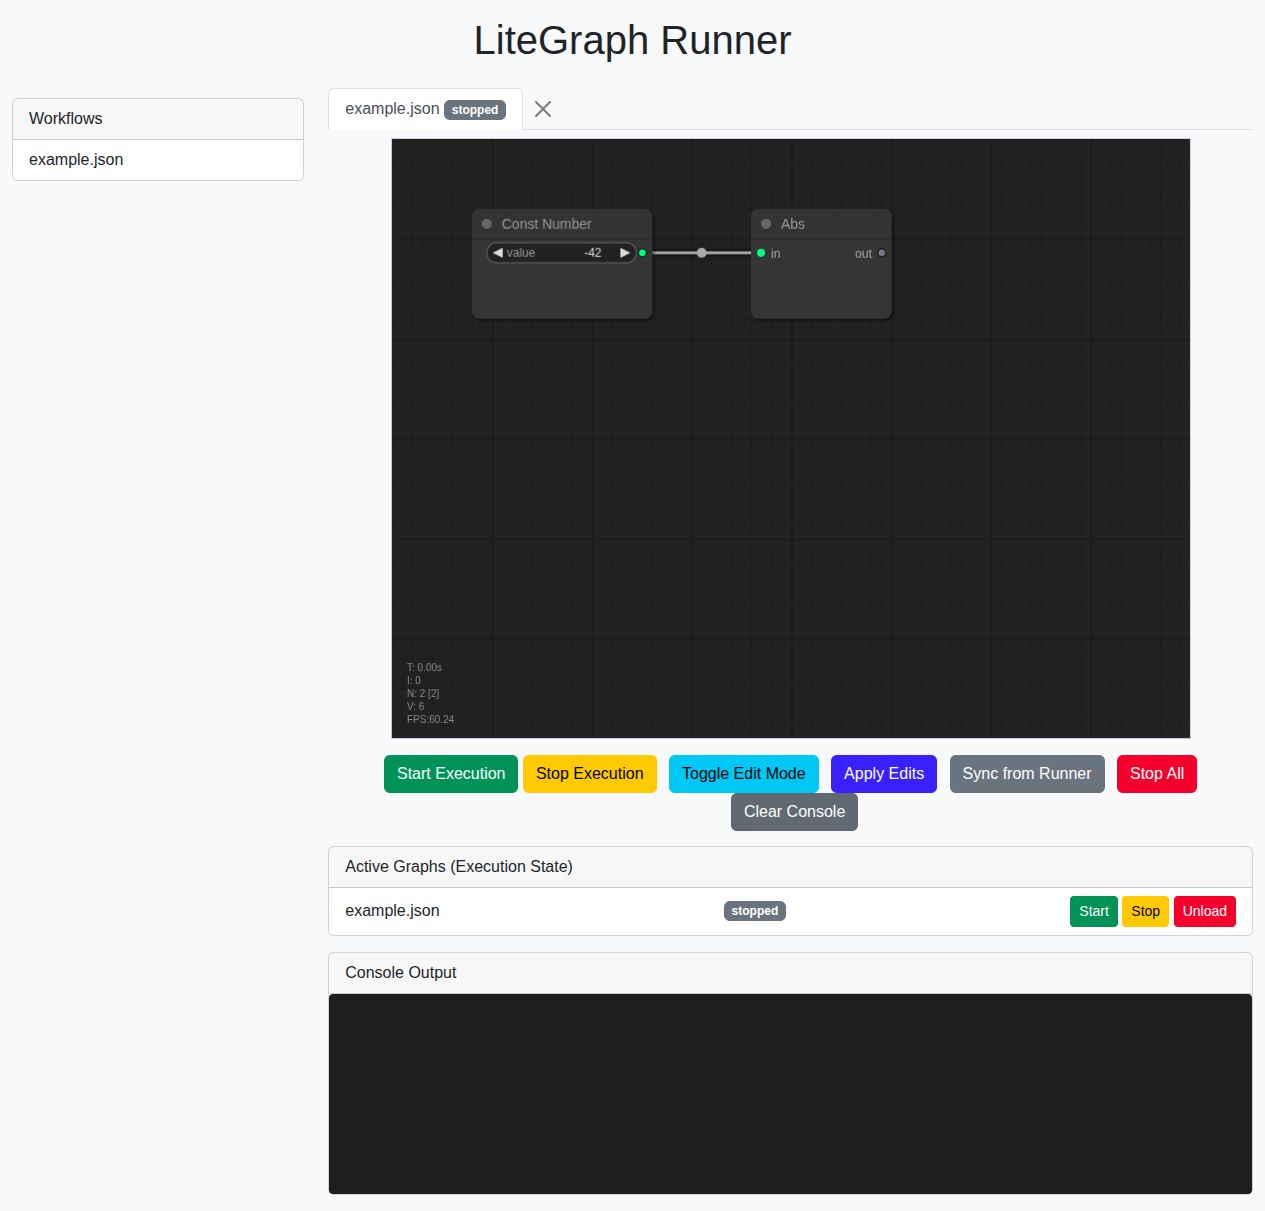 LiteGraph Runner
Workflows
example.json
example.json stopped
Const Number
value -42
Abs
in out
T: 0.00s
I: 0
N: 2 [2]
V: 6
FPS:60.24
Start Execution Stop Execution Toggle Edit Mode Apply Edits Sync from Runner Stop All
Clear Console
Active Graphs (Execution State)
example.json stopped Start Stop Unload
Console Output